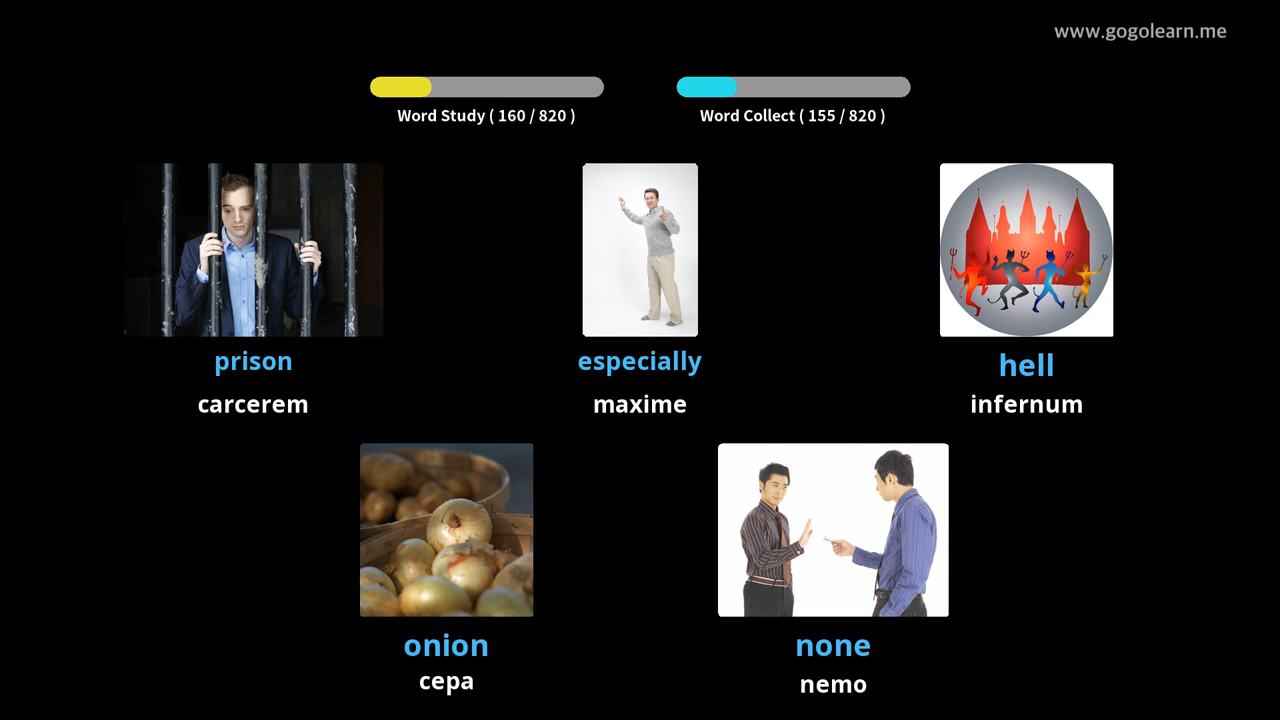 www.gogolearn.me
Word Study ( 160 / 820 )
Word Collect ( 155 / 820 )
prison
especially
hell
carcerem
maxime
infernum
onion
none
cepa
nemo